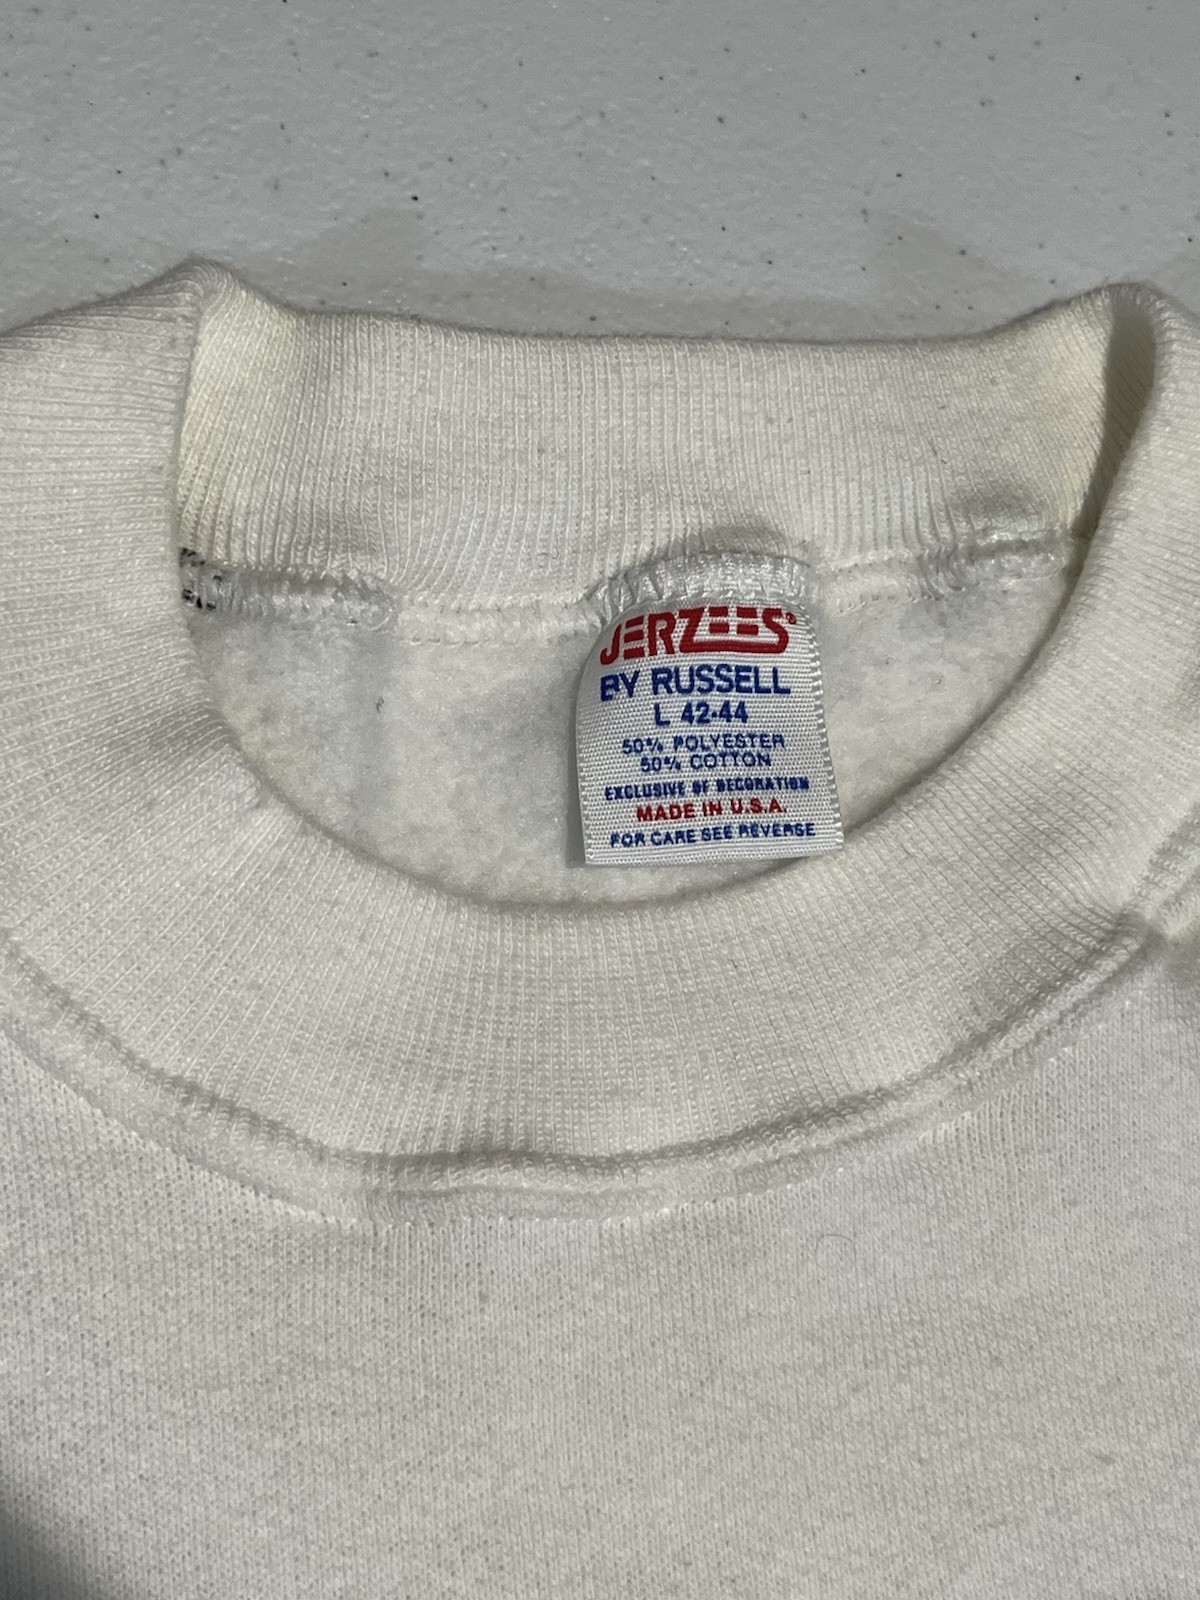 JERZEES®
BY RUSSELL
L 42-44
50% POLYESTER
50% COTTON
EXCLUSIVE OF DECORATION
MADE IN U.S.A.
FOR CARE SEE REVERSE